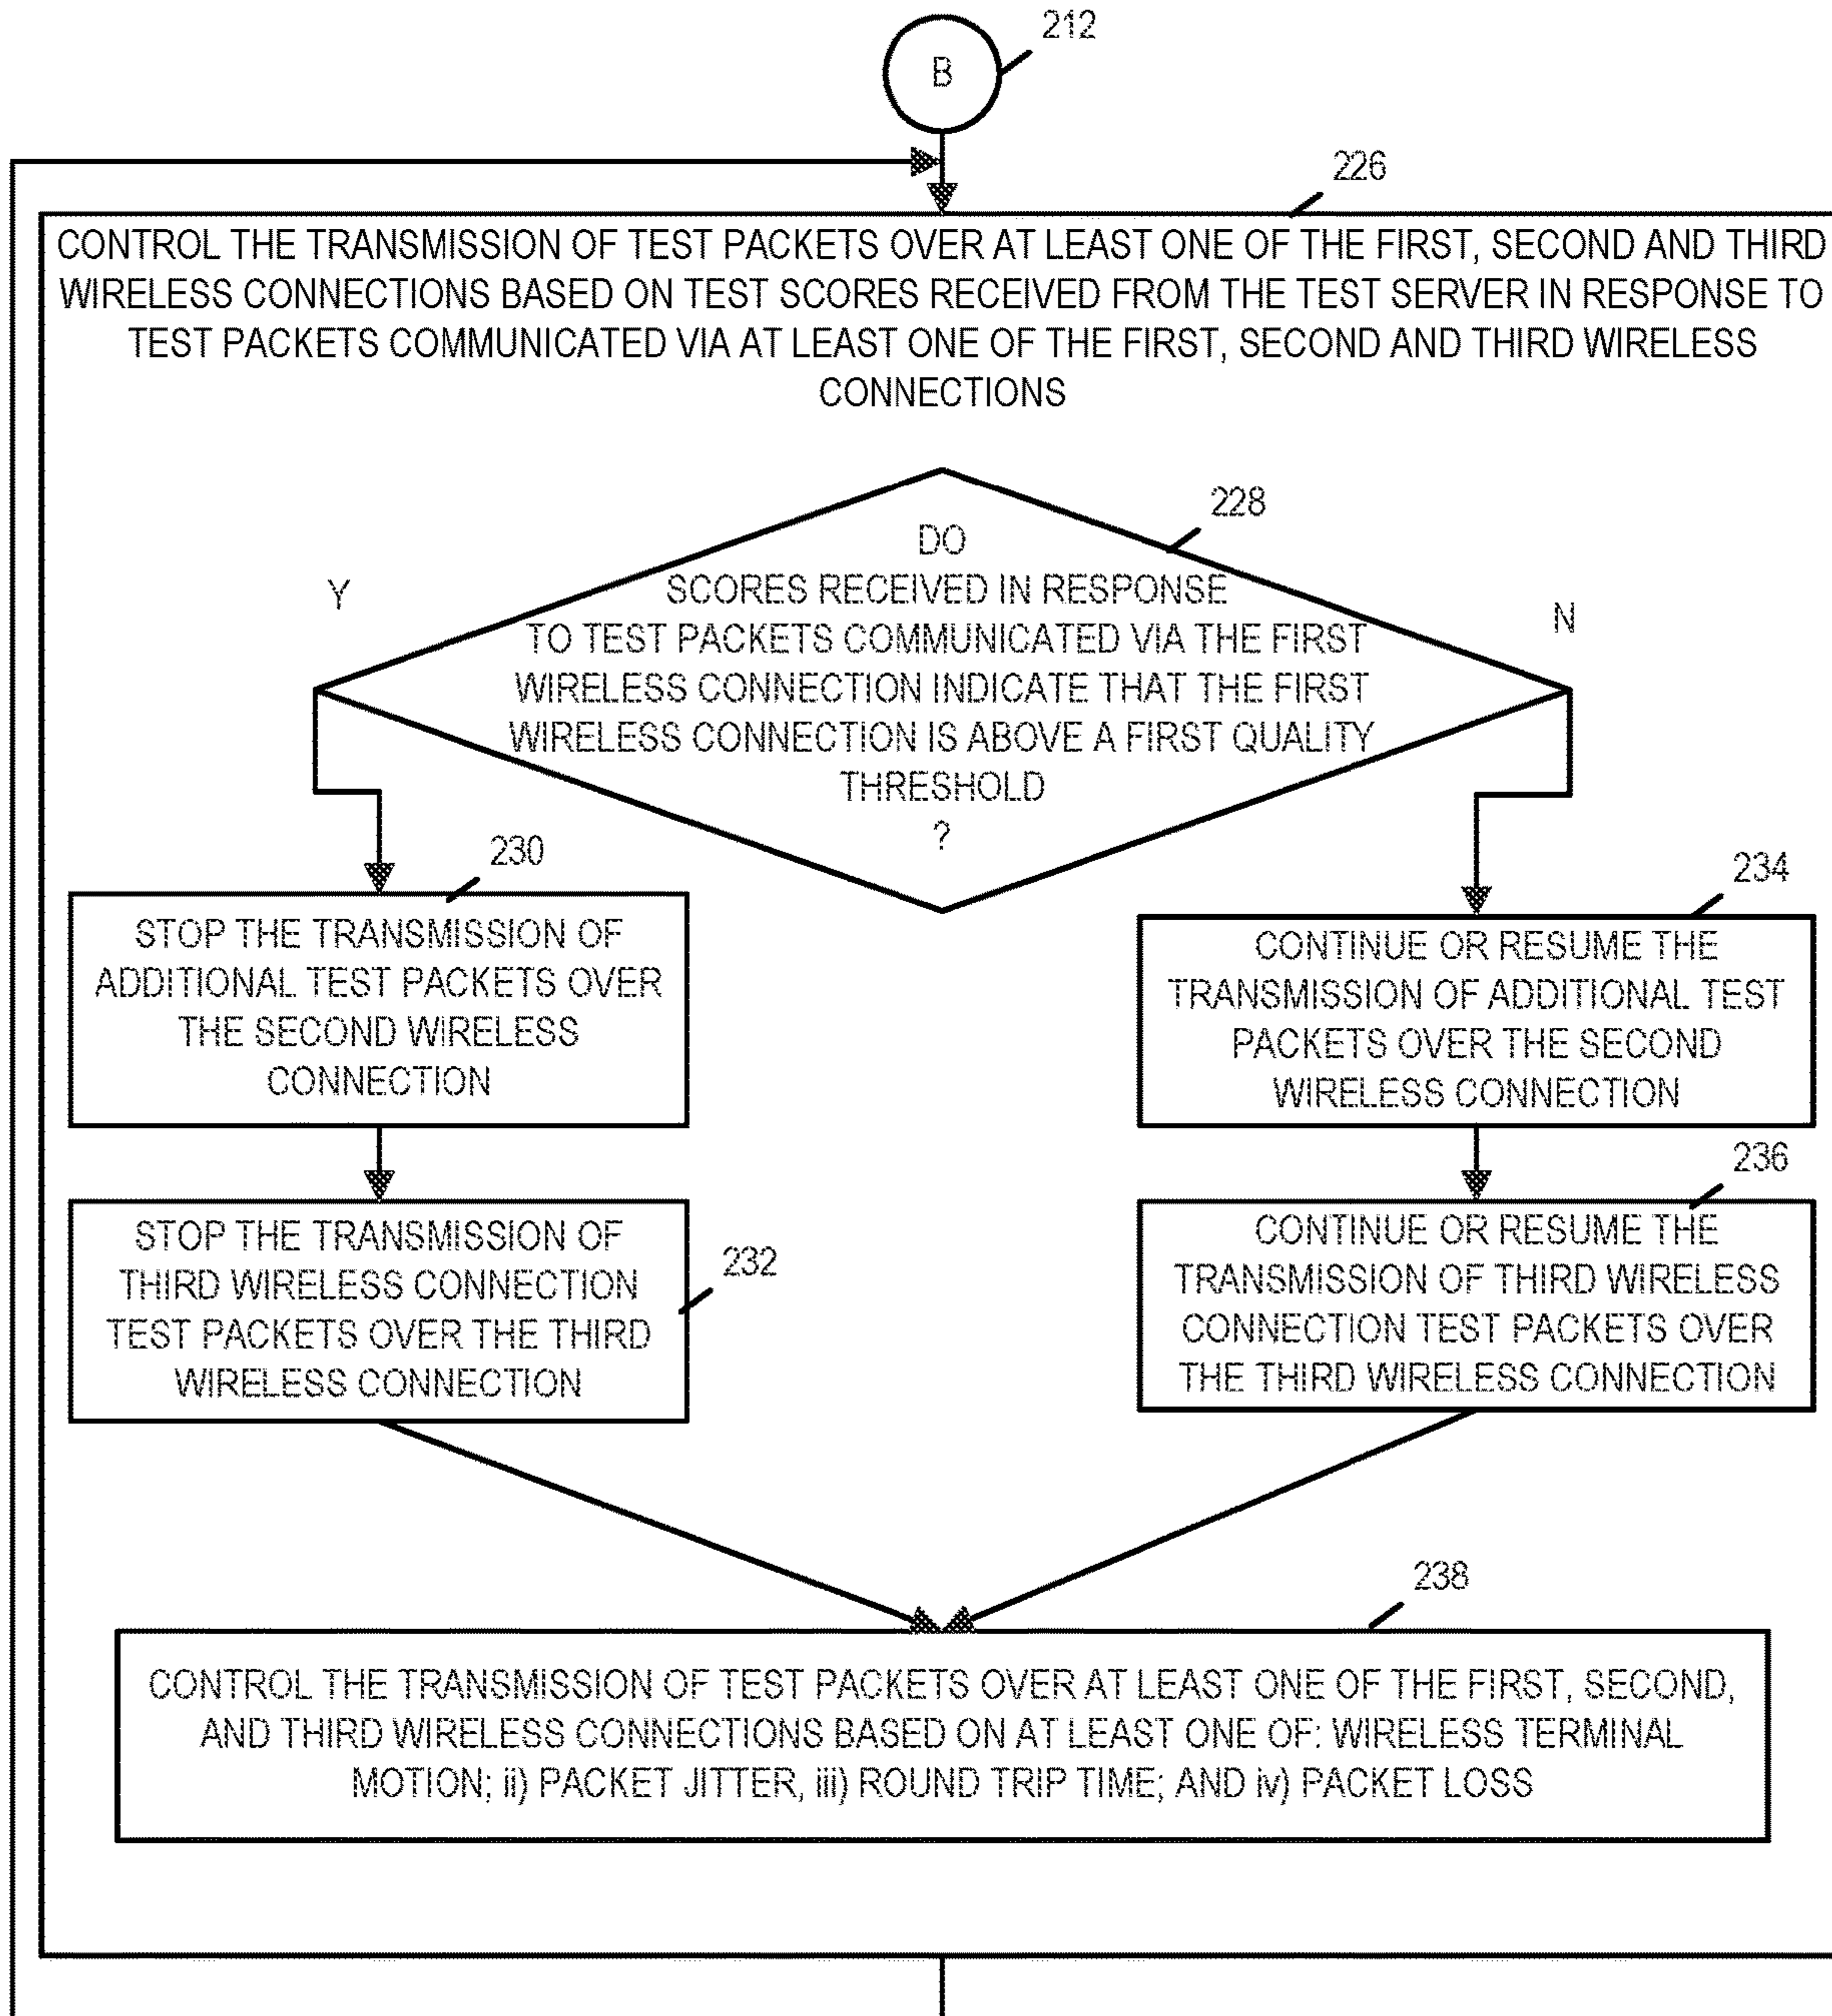 212
B
226
CONTROL THE TRANSMISSION OF TEST PACKETS OVER AT LEAST ONE OF THE FIRST, SECOND AND THIRD
WIRELESS CONNECTIONS BASED ON TEST SCORES RECEIVED FROM THE TEST SERVER IN RESPONSE TO
TEST PACKETS COMMUNICATED VIA AT LEAST ONE OF THE FIRST, SECOND AND THIRD WIRELESS
CONNECTIONS
228
DO
SCORES RECEIVED IN RESPONSE
TO TEST PACKETS COMMUNICATED VIA THE FIRST
WIRELESS CONNECTION INDICATE THAT THE FIRST
WIRELESS CONNECTION IS ABOVE A FIRST QUALITY
THRESHOLD
?
Y
N
230
STOP THE TRANSMISSION OF
ADDITIONAL TEST PACKETS OVER
THE SECOND WIRELESS
CONNECTION
234
CONTINUE OR RESUME THE
TRANSMISSION OF ADDITIONAL TEST
PACKETS OVER THE SECOND
WIRELESS CONNECTION
232
STOP THE TRANSMISSION OF
THIRD WIRELESS CONNECTION
TEST PACKETS OVER THE THIRD
WIRELESS CONNECTION
236
CONTINUE OR RESUME THE
TRANSMISSION OF THIRD WIRELESS
CONNECTION TEST PACKETS OVER
THE THIRD WIRELESS CONNECTION
238
CONTROL THE TRANSMISSION OF TEST PACKETS OVER AT LEAST ONE OF THE FIRST, SECOND,
AND THIRD WIRELESS CONNECTIONS BASED ON AT LEAST ONE OF: WIRELESS TERMINAL
MOTION; ii) PACKET JITTER, iii) ROUND TRIP TIME; AND iv) PACKET LOSS